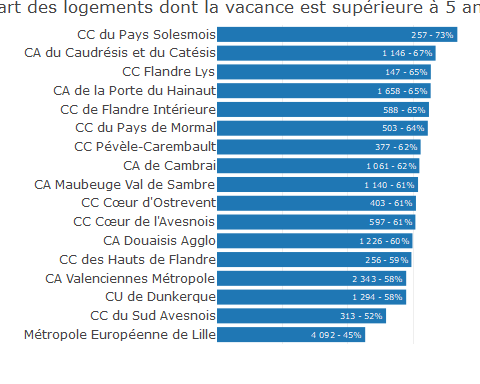 art des logements dont la vacance est supérieure à 5 an
CC du Pays Solesmois 257 - 73%
CA du Caudrésis et du Catésis 1 146 - 67%
CC Flandre Lys 147 - 65%
CA de la Porte du Hainaut 1 658 - 65%
CC de Flandre Intérieure 588 - 65%
CC du Pays de Mormal 503 - 64%
CC Pévèle-Carembault 377 - 62%
CA de Cambrai 1 061 - 62%
CA Maubeuge Val de Sambre 1 140 - 61%
CC Cœur d'Ostrevent 403 - 61%
CC Cœur de l'Avesnois 597 - 61%
CA Douaisis Agglo 1 226 - 60%
CC des Hauts de Flandre 256 - 59%
CA Valenciennes Métropole 2 343 - 58%
CU de Dunkerque 1 294 - 58%
CC du Sud Avesnois 313 - 52%
Métropole Européenne de Lille 4 092 - 45%